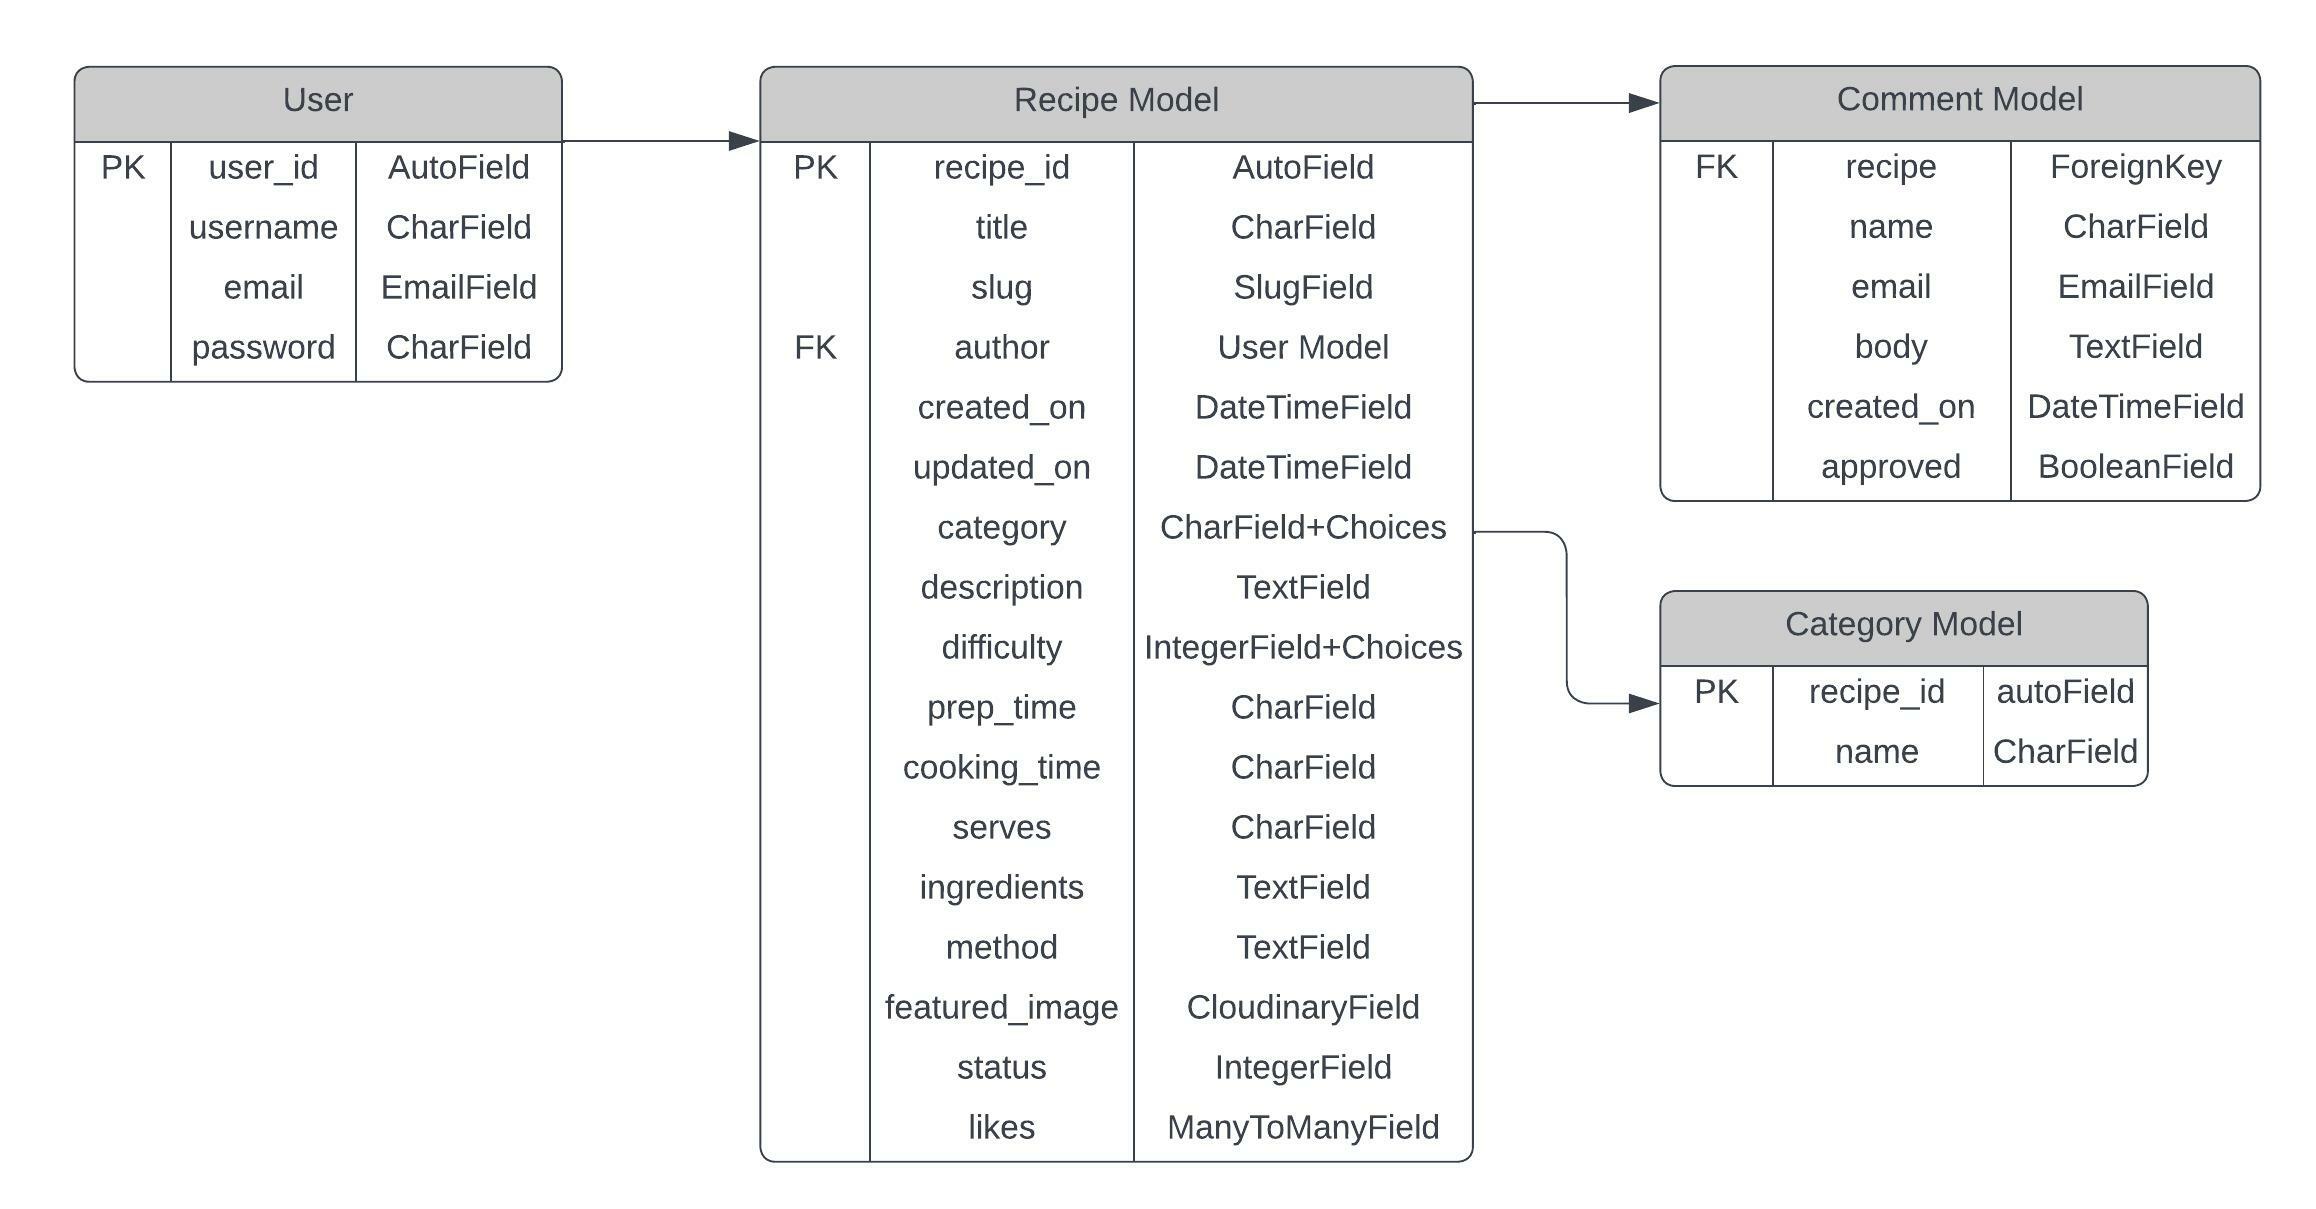 User
PK user_id AutoField
username CharField
email EmailField
password CharField
Recipe Model
PK recipe_id AutoField
title CharField
slug SlugField
FK author User Model
created_on DateTimeField
updated_on DateTimeField
category CharField+Choices
description TextField
difficulty IntegerField+Choices
prep_time CharField
cooking_time CharField
serves CharField
ingredients TextField
method TextField
featured_image CloudinaryField
status IntegerField
likes ManyToManyField
Comment Model
FK recipe ForeignKey
name CharField
email EmailField
body TextField
created_on DateTimeField
approved BooleanField
Category Model
PK recipe_id autoField
name CharField